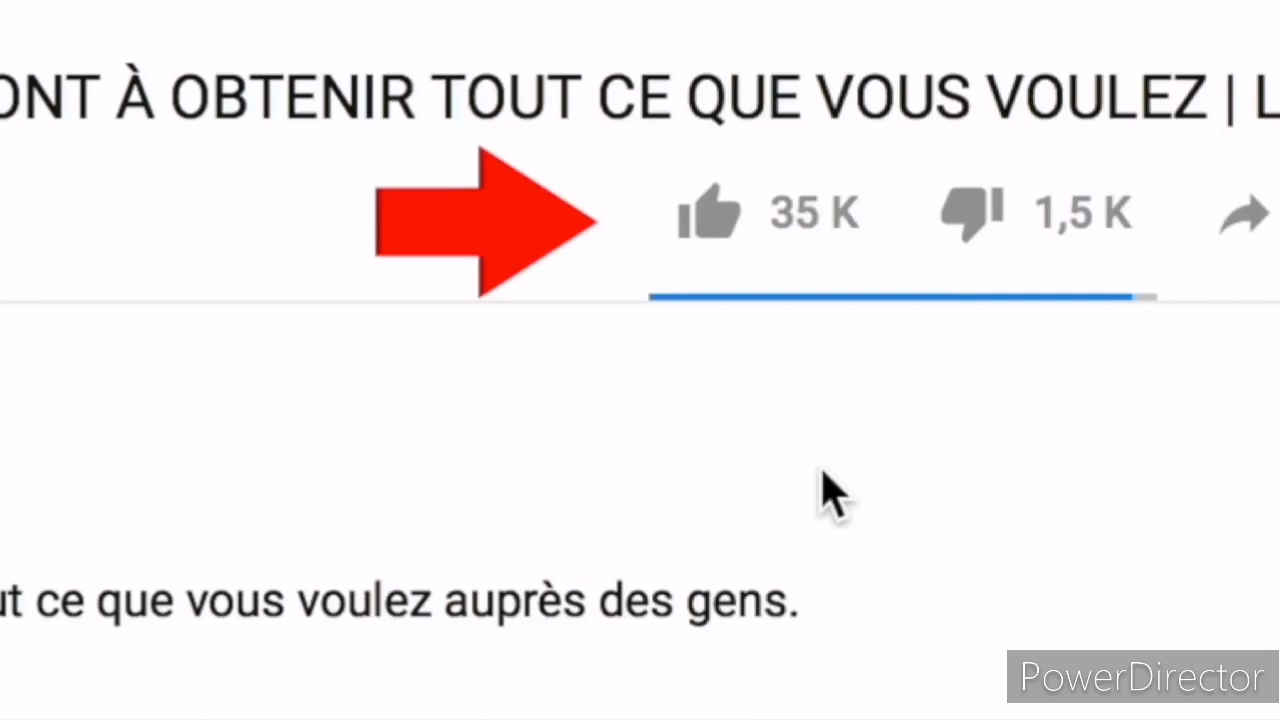 ONT À OBTENIR TOUT CE QUE VOUS VOULEZ | L
35 K 1,5 K
ut ce que vous voulez auprès des gens.
PowerDirector